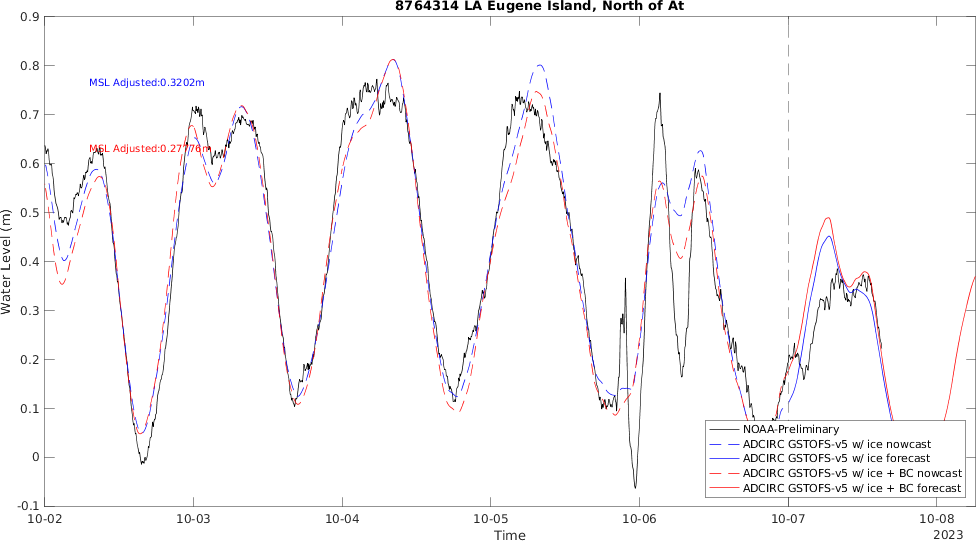 8764314 LA Eugene Island, North of At
0.9
0.8
0.7
0.6
0.5
0.4
0.3
0.2
0.1
0
-0.1
Water Level (m)
MSL Adjusted:0.3202m
10-02
10-03
10-04
10-05
10-06
10-07
10-08
Time
2023
NOAA-Preliminary
ADCIRC GSTOFS-v5 w/ ice nowcast
ADCIRC GSTOFS-v5 w/ ice forecast
ADCIRC GSTOFS-v5 w/ ice + BC nowcast
ADCIRC GSTOFS-v5 w/ ice + BC forecast
MSL Adjusted: